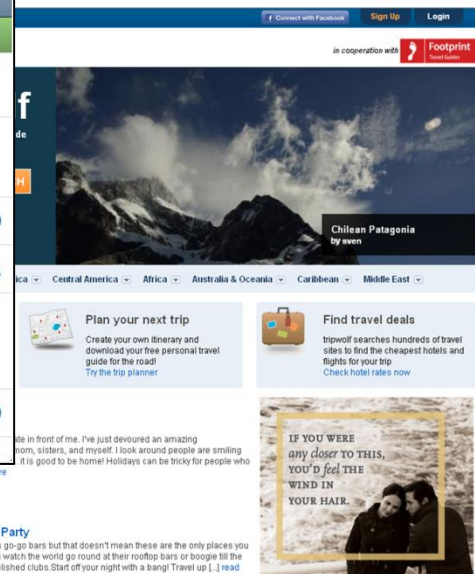 Connect with Facebook
Sign Up
Login
in cooperation with
Footprint
Travel Guides
f
de
H
Chilean Patagonia
by sven
ica
Central America
Africa
Australia & Oceania
Caribbean
Middle East
Plan your next trip
Create your own itinerary and
download your free personal travel
guide for the road!
Try the trip planner
Find travel deals
tripwolf searches hundreds of travel
sites to find the cheapest hotels and
flights for your trip
Check hotel rates now
ate in front of me. I've just devoured an amazing
mom, sisters, and myself. I look around people are smiling
it is good to be home! Holidays can be tricky for people who
re
IF YOU WERE
any closer TO THIS,
YOU'D feel THE
WIND IN
YOUR HAIR.
Party
s go-go bars but that doesn't mean these are the only places you
watch the world go round at their rooftop bars or boogie till the
olished clubs.Start off your night with a bang! Travel up [...] read